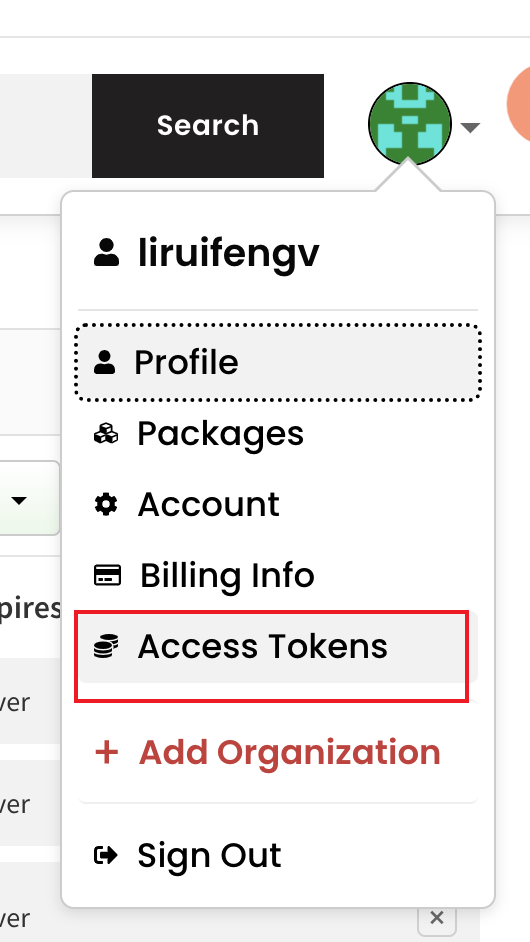 Search
liruifengv
Profile
Packages
Account
Billing Info
pires
Access Tokens
ver
+ Add Organization
ver
Sign Out
ver